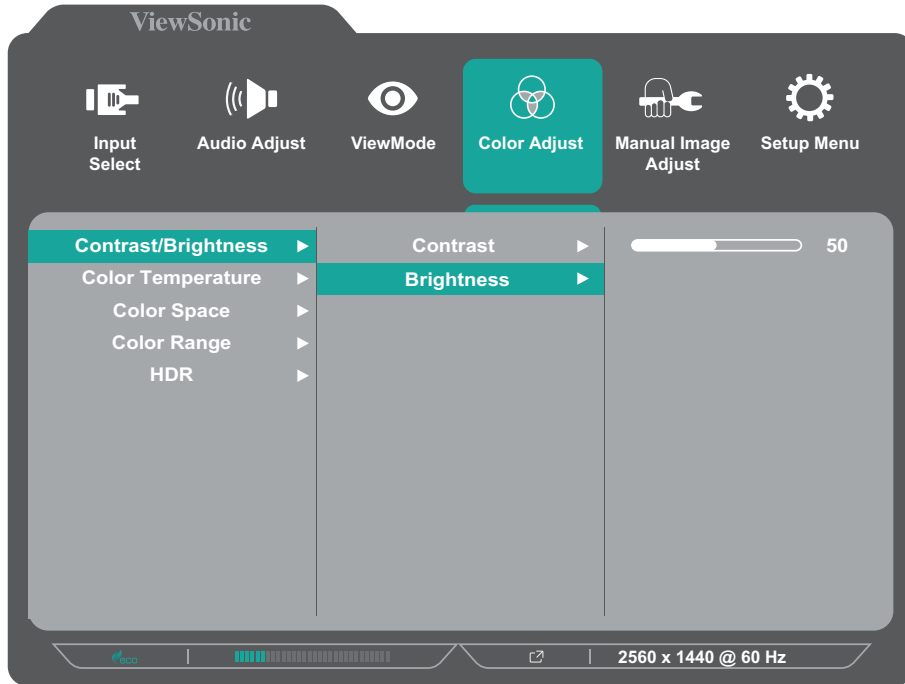 ViewSonic
Input Select
Audio Adjust
ViewMode
Color Adjust
Manual Image Adjust
Setup Menu
Contrast/Brightness
Contrast
50
Color Temperature
Brightness
Color Space
Color Range
HDR
eco
2560 x 1440 @ 60 Hz